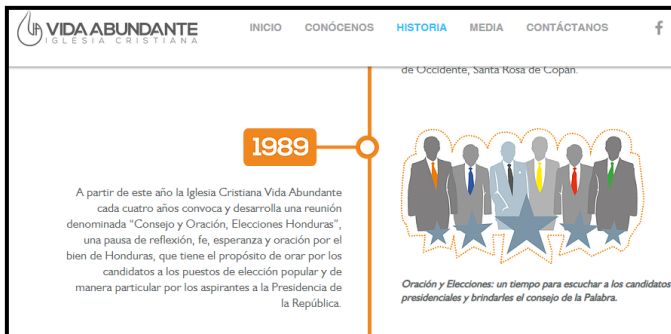 VIDA ABUNDANTE
IGLESIA CRISTIANA
INICIO CONÓCENOS HISTORIA MEDIA CONTÁCTANOS f
de Occidente, Santa Rosa de Copán.
1989
A partir de este año la Iglesia Cristiana Vida Abundante
cada cuatro años convoca y desarrolla una reunión
denominada "Consejo y Oración, Elecciones Honduras",
una pausa de reflexión, fe, esperanza y oración por el
bien de Honduras, que tiene el propósito de orar por los
candidatos a los puestos de elección popular y de
manera particular por los aspirantes a la Presidencia de
la República.
Oración y Elecciones: un tiempo para escuchar a los candidatos
presidenciales y brindarles el consejo de la Palabra.